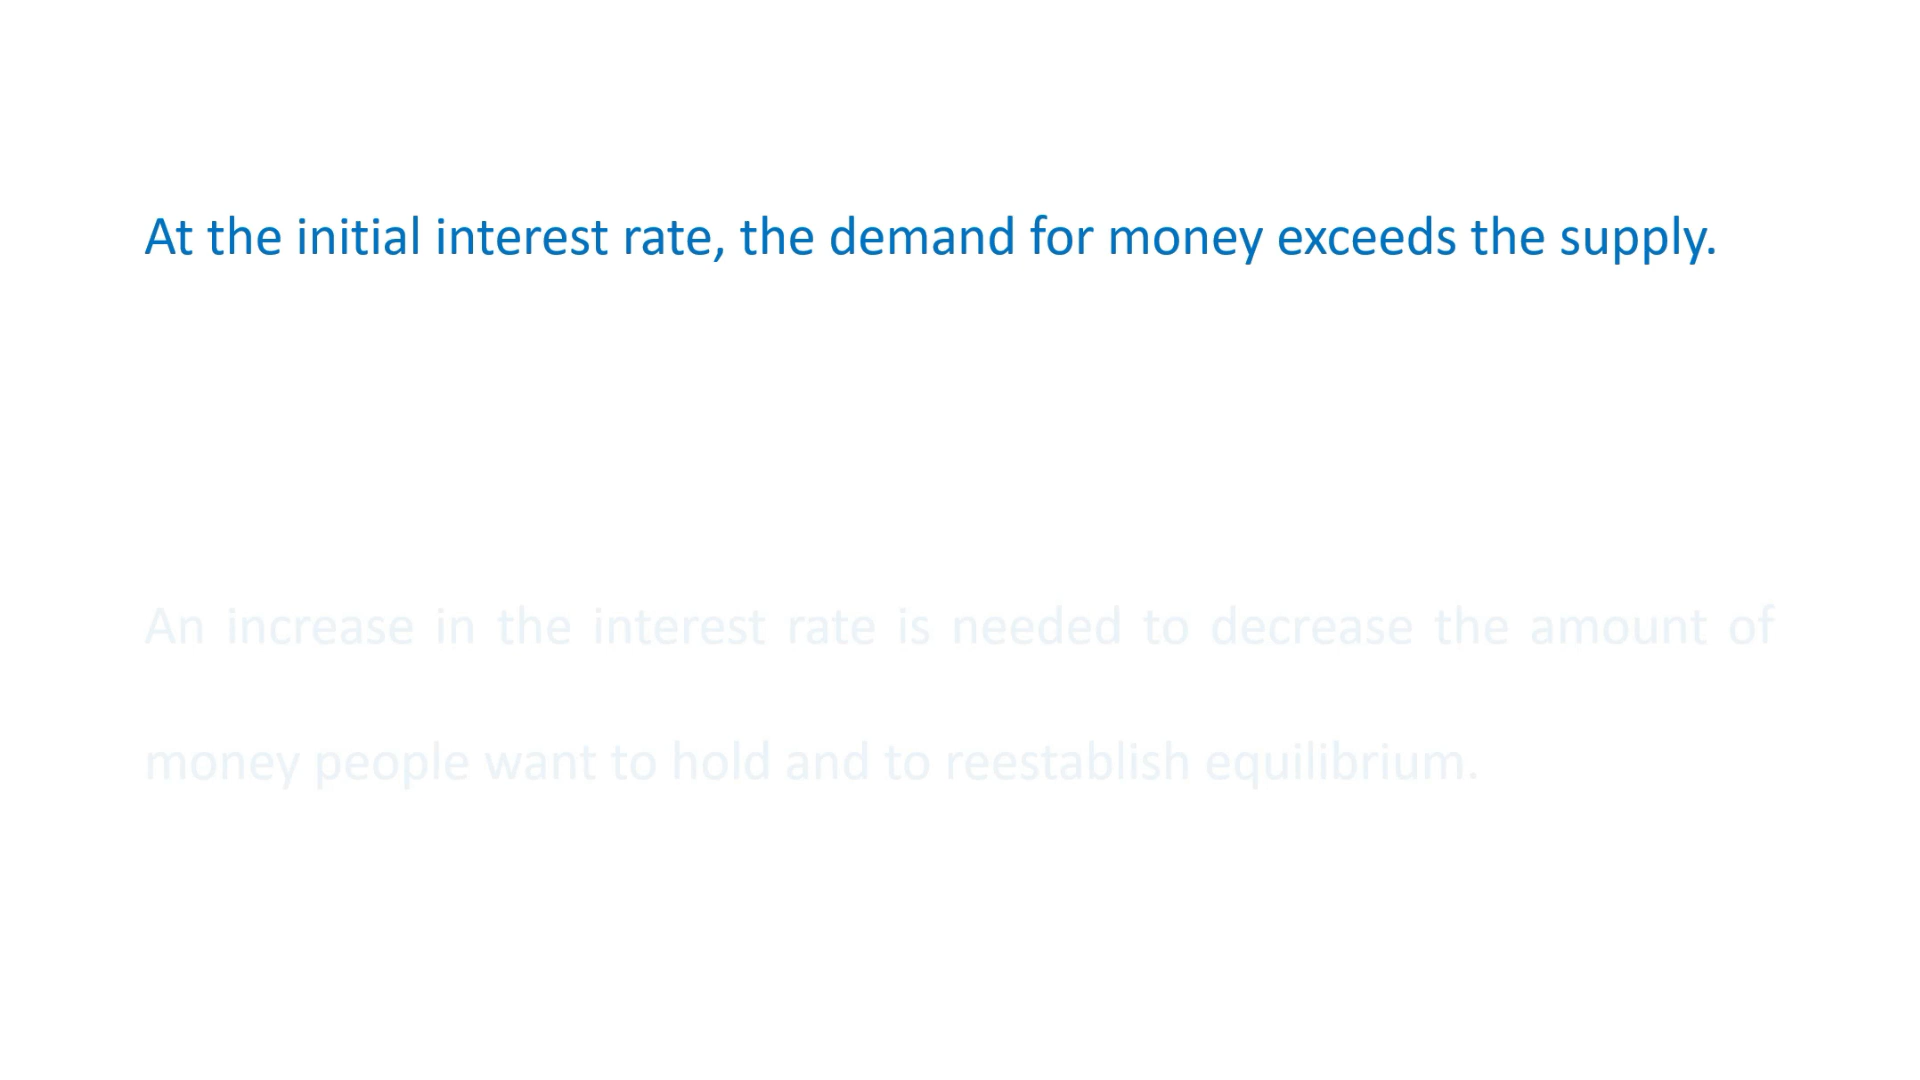 At the initial interest rate, the demand for money exceeds the supply.
An increase in the interest rate is needed to decrease the amount of
money people want to hold and to reestablish equilibrium.